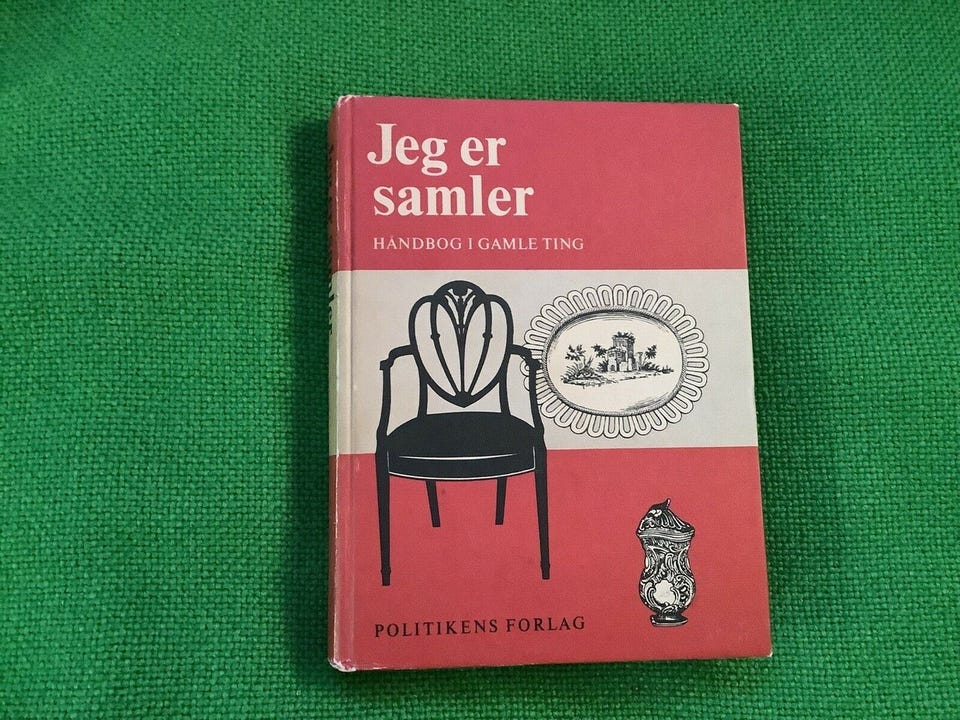 Jeg er
samler
HÅNDBOG I GAMLE TING
POLITIKENS FORLAG